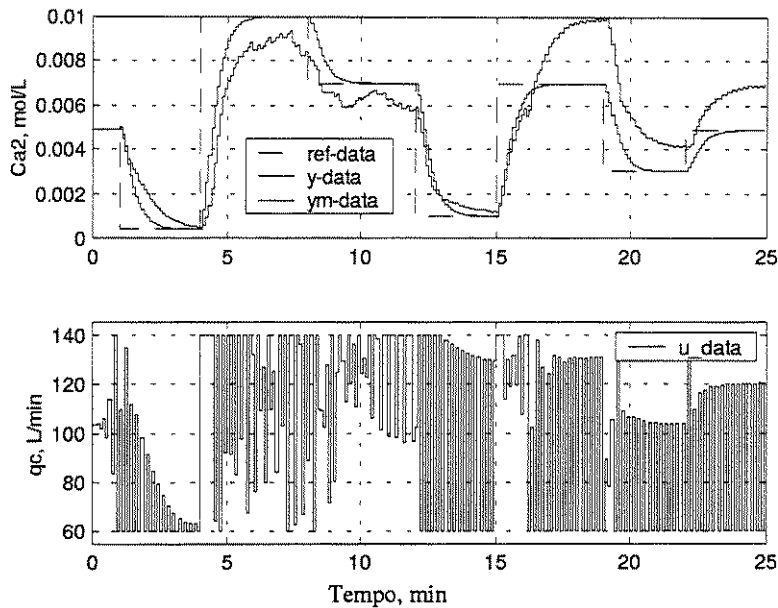 0.01
0.008
0.006
0.004
0.002
0
Ca2, mol/L
ref-data
y-data
ym-data
0 5 10 15 20 25
140
120
100
80
60
qc, L/min
u_data
0 5 10 15 20 25
Tempo, min